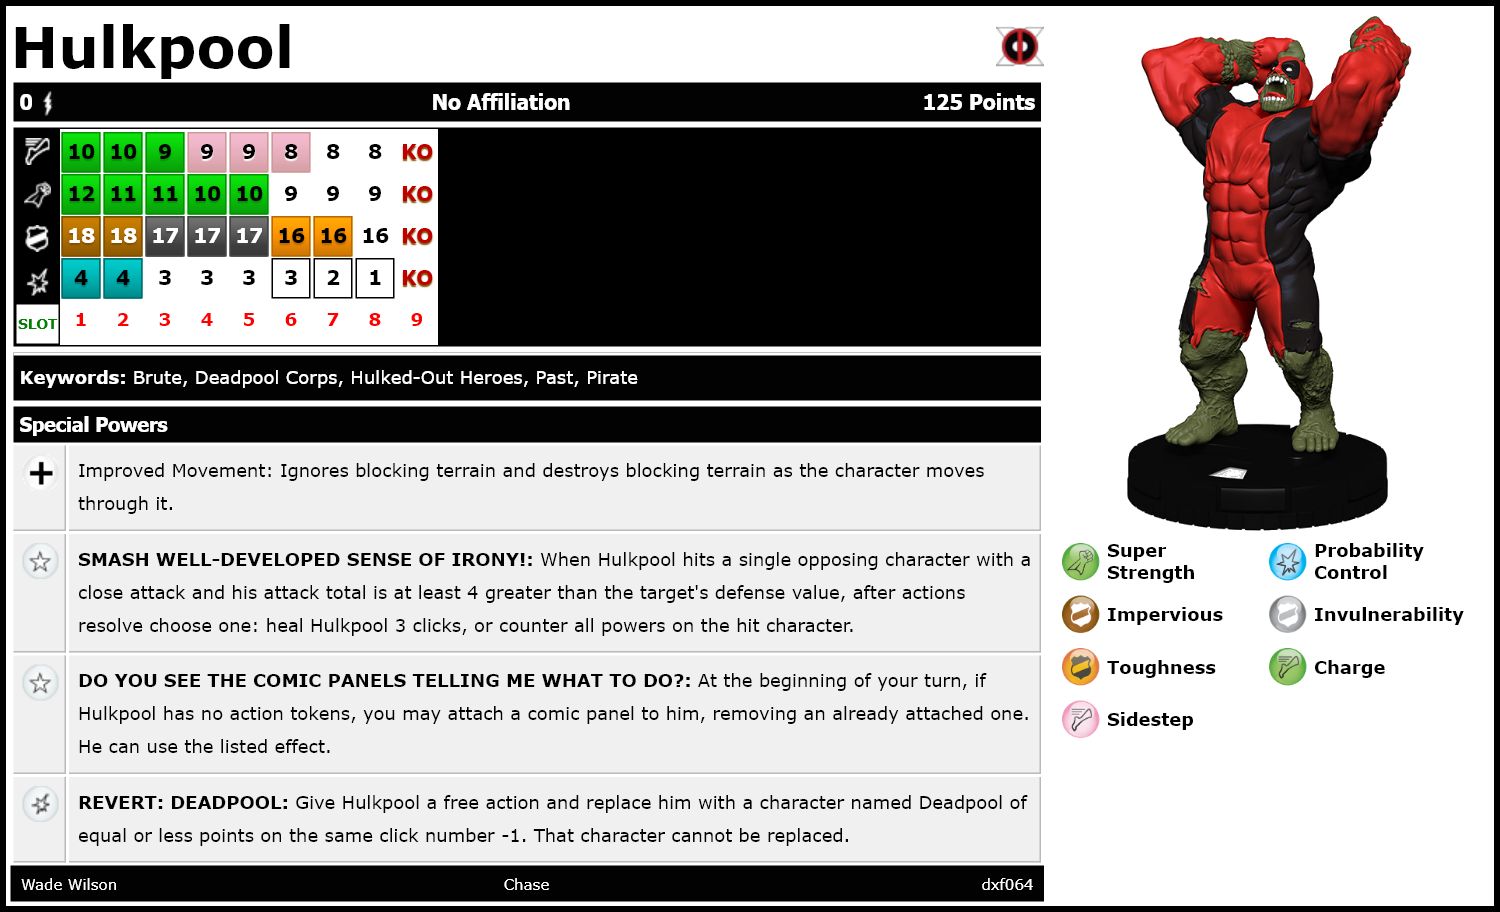 Hulkpool
0 No Affiliation 125 Points
10 10 9 9 9 8 8 8 KO
12 11 11 10 10 9 9 9 KO
18 18 17 17 17 16 16 16 KO
4 4 3 3 3 3 2 1 KO
SLOT 1 2 3 4 5 6 7 8 9
Keywords: Brute, Deadpool Corps, Hulked-Out Heroes, Past, Pirate
Special Powers
Improved Movement: Ignores blocking terrain and destroys blocking terrain as the character moves
through it.
SMASH WELL-DEVELOPED SENSE OF IRONY!: When Hulkpool hits a single opposing character with a
close attack and his attack total is at least 4 greater than the target's defense value, after actions
resolve choose one: heal Hulkpool 3 clicks, or counter all powers on the hit character.
DO YOU SEE THE COMIC PANELS TELLING ME WHAT TO DO?: At the beginning of your turn, if
Hulkpool has no action tokens, you may attach a comic panel to him, removing an already attached one.
He can use the listed effect.
REVERT: DEADPOOL: Give Hulkpool a free action and replace him with a character named Deadpool of
equal or less points on the same click number -1. That character cannot be replaced.
Wade Wilson Chase dxf064
Super
Strength
Probability
Control
Impervious
Invulnerability
Toughness
Charge
Sidestep